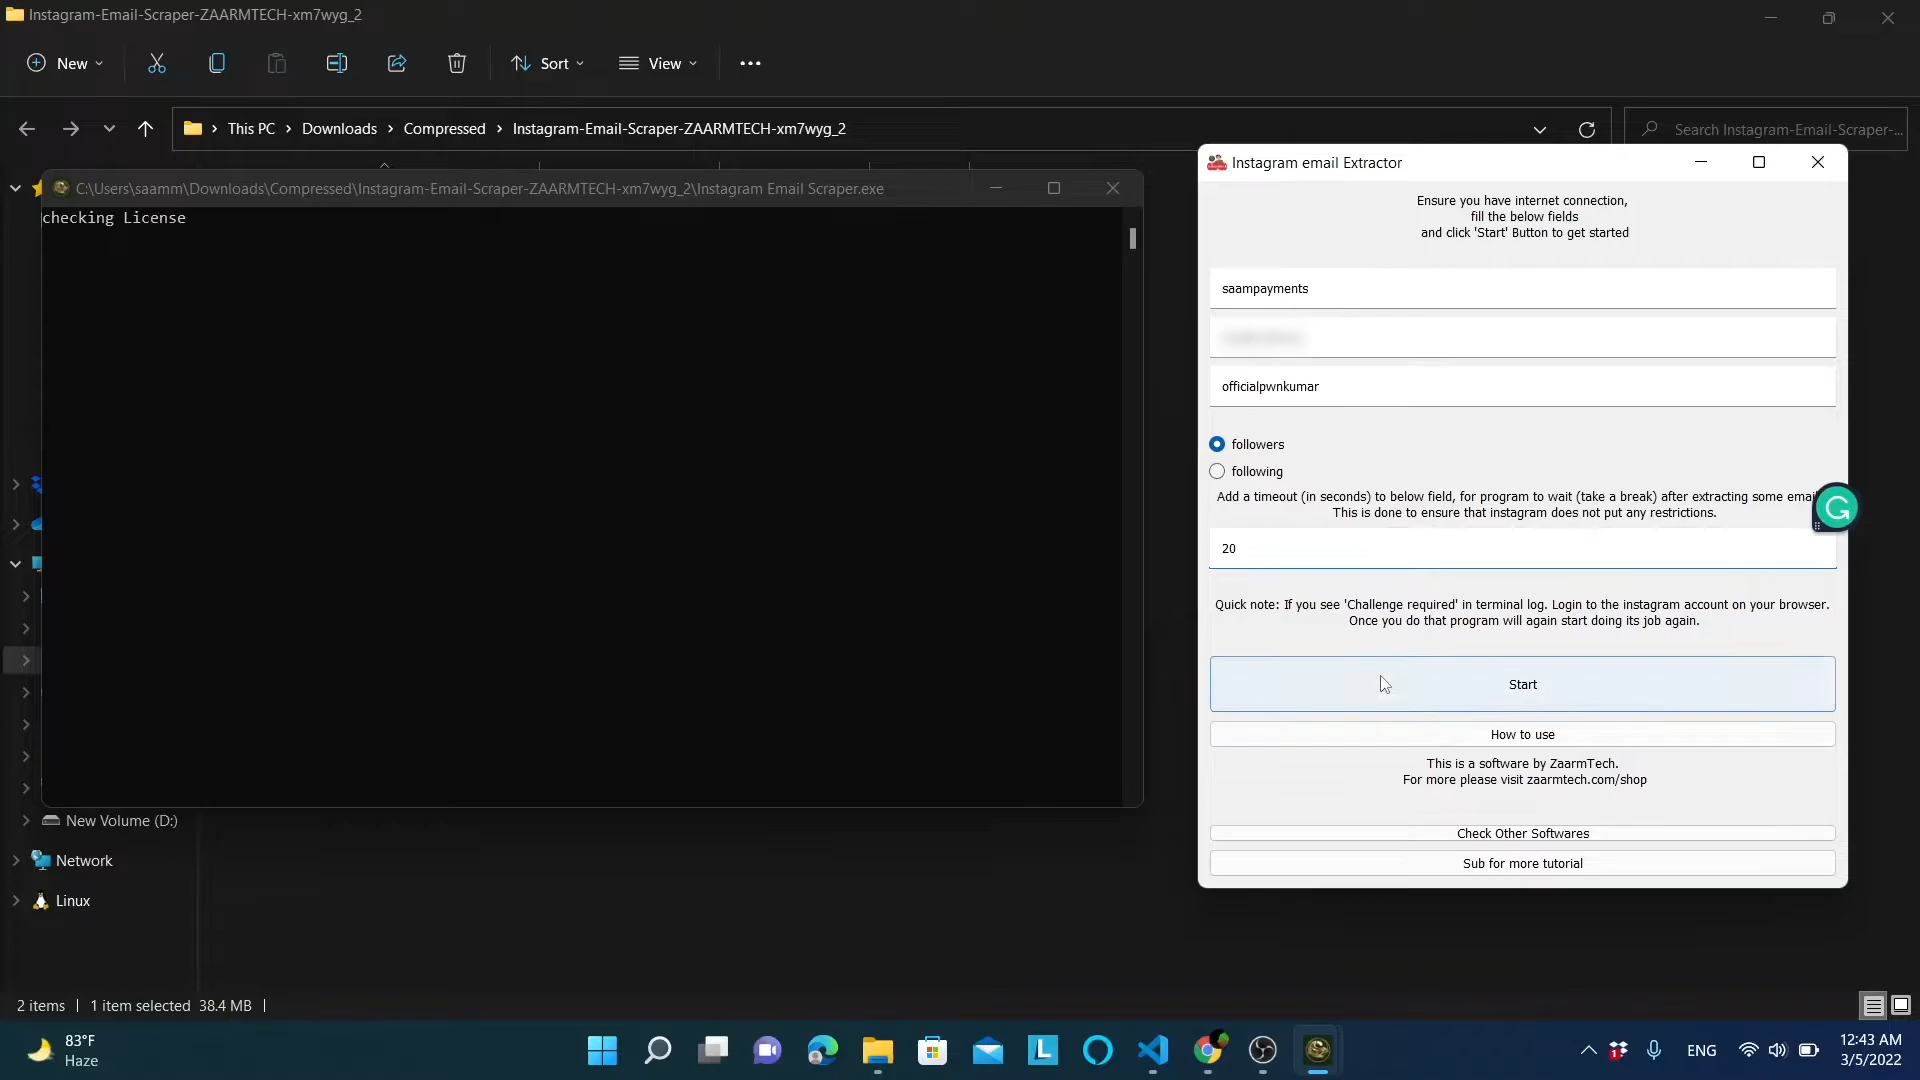 Instagram-Email-Scraper-ZAARMTECH-xm7wyg_2
New
Sort
View
This PC
Downloads
Compressed
Instagram-Email-Scraper-ZAARMTECH-xm7wyg_2
Search Instagram-Email-Scraper-...
C:\Users\saamm\Downloads\Compressed\Instagram-Email-Scraper-ZAARMTECH-xm7wyg_2\Instagram Email Scraper.exe
checking License
Instagram email Extractor
Ensure you have internet connection,
fill the below fields
and click 'Start' Button to get started
saampayments
officialpwnkumar
followers
following
Add a timeout (in seconds) to below field, for program to wait (take a break) after extracting some emai
This is done to ensure that instagram does not put any restrictions.
20
Quick note: If you see 'Challenge required' in terminal log. Login to the instagram account on your browser.
Once you do that program will again start doing its job again.
Start
How to use
This is a software by ZaarmTech.
For more please visit zaarmtech.com/shop
Check Other Softwares
Sub for more tutorial
New Volume (D:)
Network
Linux
2 items
1 item selected 38.4 MB
83°F
Haze
L
1
ENG
12:43 AM
3/5/2022